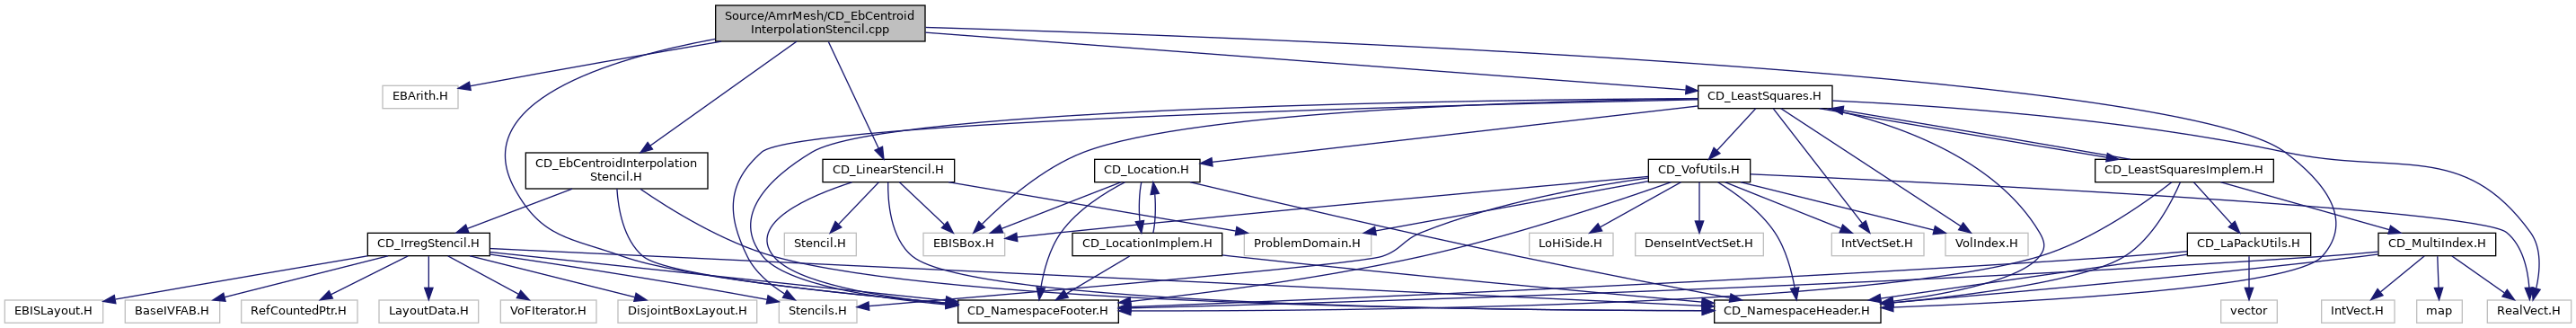 Source/AmrMesh/CD_EbCentroid
InterpolationStencil.cpp
EBArith.H
CD_LeastSquares.H
CD_EbCentroidInterpolation
Stencil.H
CD_LinearStencil.H
CD_Location.H
CD_VofUtils.H
CD_LeastSquaresImplem.H
CD_IrregStencil.H
Stencil.H
EBISBox.H
CD_LocationImplem.H
ProblemDomain.H
LoHiSide.H
DenseIntVectSet.H
IntVectSet.H
VolIndex.H
CD_LaPackUtils.H
CD_MultiIndex.H
EBISLayout.H
BaseIVFAB.H
RefCountedPtr.H
LayoutData.H
VoFIterator.H
DisjointBoxLayout.H
Stencils.H
CD_NamespaceFooter.H
CD_NamespaceHeader.H
vector
IntVect.H
map
RealVect.H